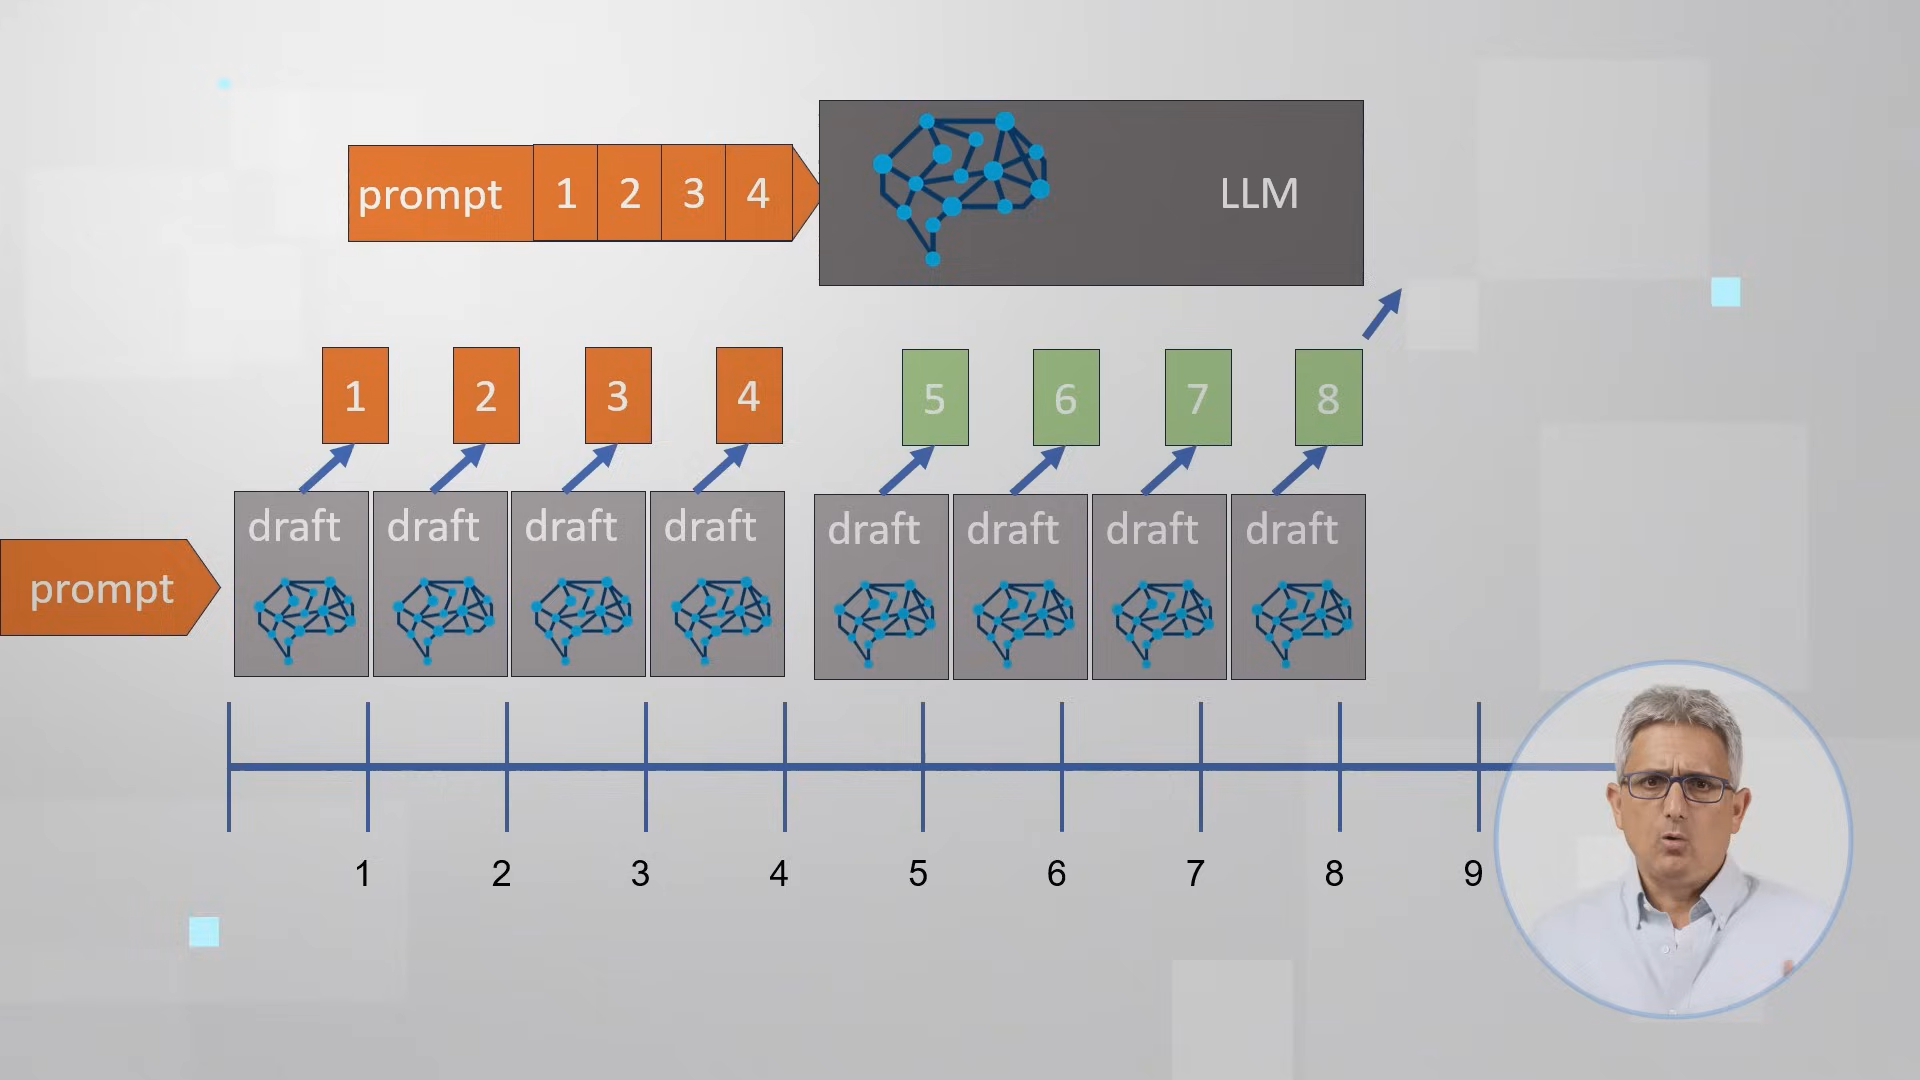 prompt 1 2 3 4
LLM
1 2 3 4 5 6 7 8
draft draft draft draft draft draft draft draft
prompt
1 2 3 4 5 6 7 8 9